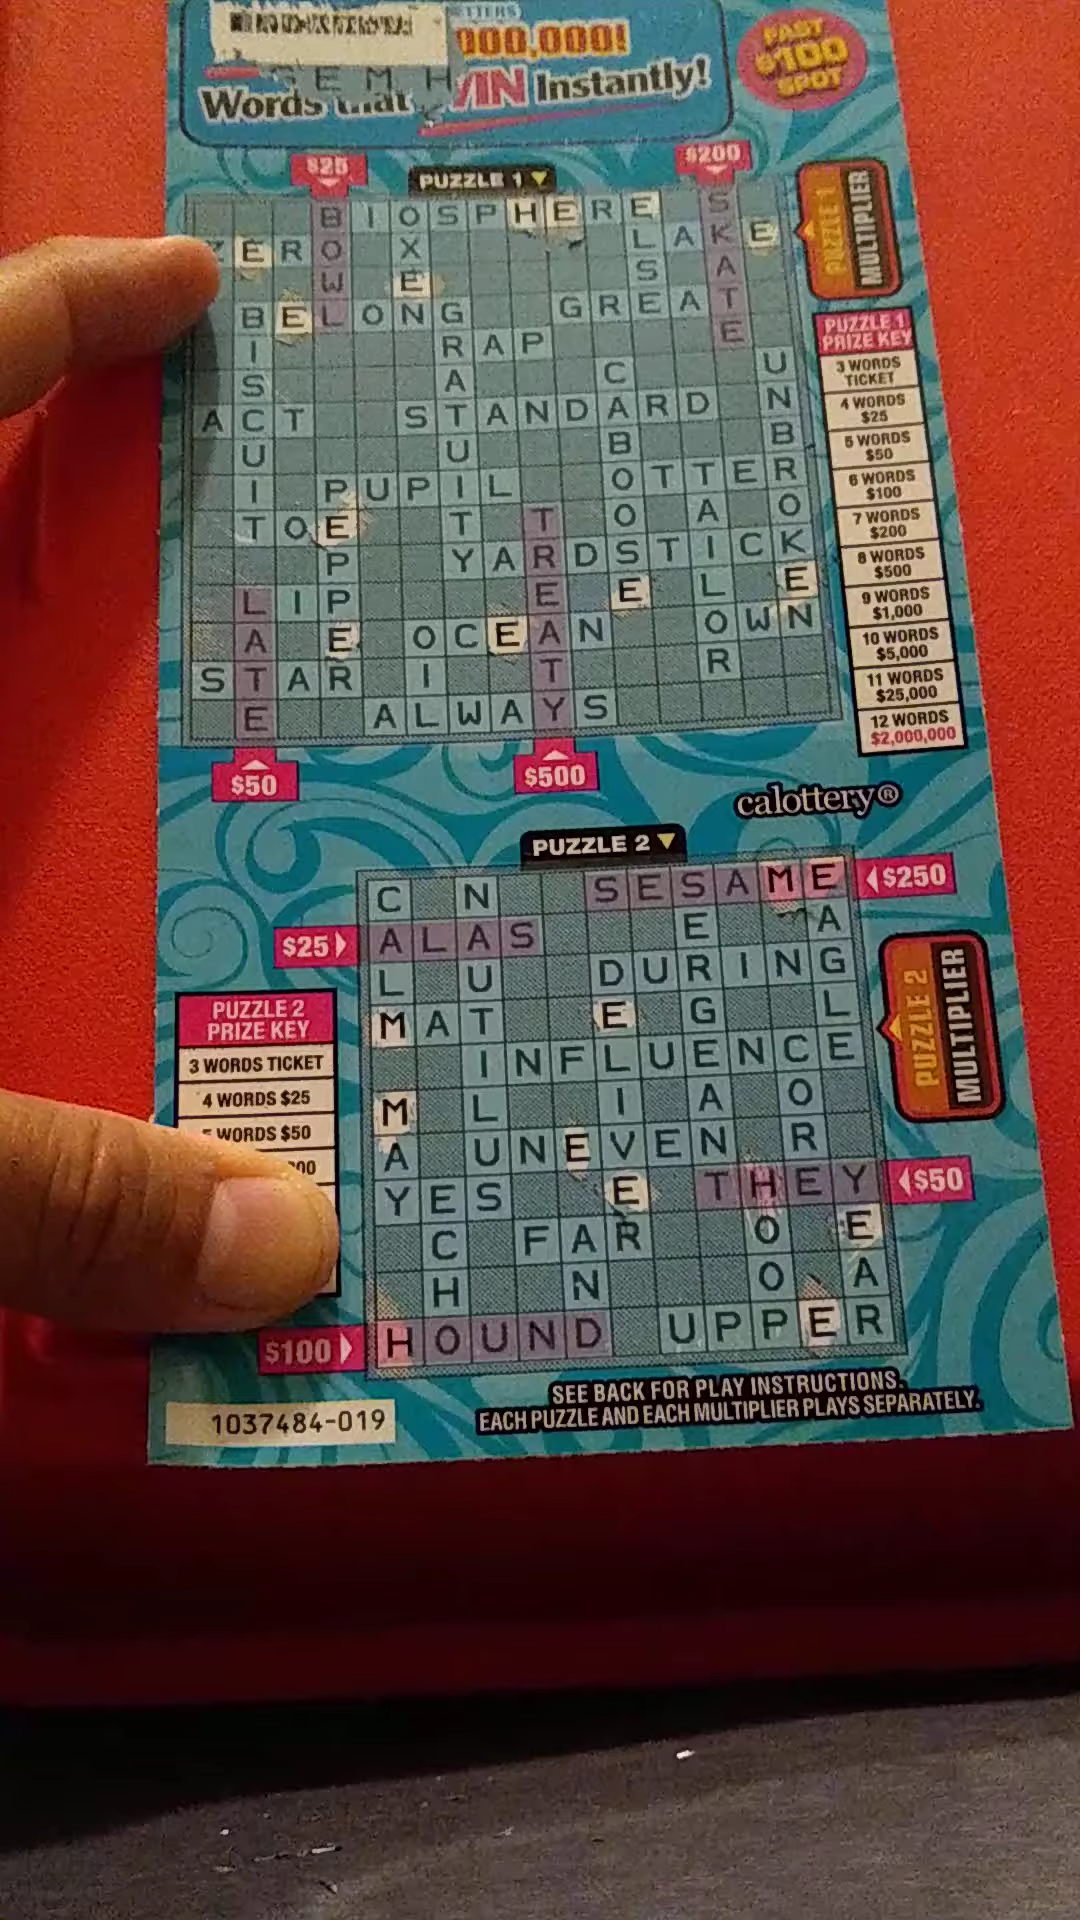 000,000!
FAST
$100
SPOT
S E M H
Words that WIN Instantly!
$25
PUZZLE 1
$200
PUZZLE 1
MULTIPLIER
B I O S P H E R E S
Z E R O X L A K E
W E S A
B E L O N G G R E A T
I R A P E
S A C U
A C T S T A N D A R D N
U U B B
I P U P I L O T T E R
T O E T T O A O
P Y A R D S T I C K
L I P E E L E
A E O C E A N O W N
S T A R I T R
E A L W A Y S
PUZZLE 1
PRIZE KEY
3 WORDS
TICKET
4 WORDS
$25
5 WORDS
$50
6 WORDS
$100
7 WORDS
$200
8 WORDS
$500
9 WORDS
$1,000
10 WORDS
$5,000
11 WORDS
$25,000
12 WORDS
$2,000,000
$50
$500
calottery®
PUZZLE 2
C N S E S A M E
$250
$25
A L A S E A
L U D U R I N G
M A T E G L
I N F L U E N C E
M L I A O
A U N E V E N R
Y E S E T H E Y
$50
C F A R O E
H N O A
$100
H O U N D U P P E R
PUZZLE 2
MULTIPLIER
PUZZLE 2
PRIZE KEY
3 WORDS TICKET
4 WORDS $25
WORDS $50
00
SEE BACK FOR PLAY INSTRUCTIONS.
EACH PUZZLE AND EACH MULTIPLIER PLAYS SEPARATELY.
1037484-019